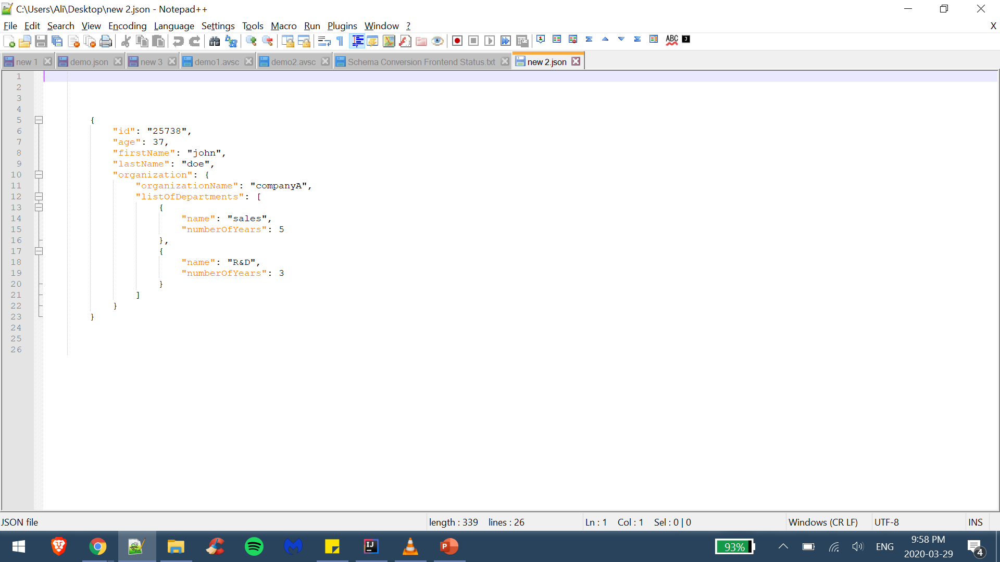 C:\Users\Ali\Desktop\new 2.json - Notepad++
File Edit Search View Encoding Language Settings Tools Macro Run Plugins Window ? X
ABC
new 1 demo.json new 3 demo1.avsc demo2.avsc Schema Conversion Frontend Status.txt new 2.json
1
2
3
4
5 {
6 "id": "25738",
7 "age": 37,
8 "firstName": "john",
9 "lastName": "doe",
10 "organization": {
11 "organizationName": "companyA",
12 "listOfDepartments": [
13 {
14 "name": "sales",
15 "numberOfYears": 5
16 },
17 {
18 "name": "R&D",
19 "numberOfYears": 3
20 }
21 ]
22 }
23 }
24
25
26
JSON file length : 339 lines : 26 Ln : 1 Col : 1 Sel : 0 | 0 Windows (CR LF) UTF-8 INS
IJ P 93% ENG 9:58 PM 4
2020-03-29